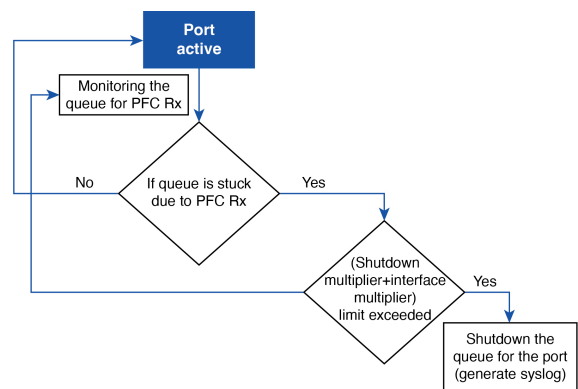 Port
active
Monitoring the
queue for PFC Rx
No
If queue is stuck
due to PFC Rx
Yes
(Shutdown
multiplier+interface
multiplier)
limit exceeded
Yes
Shutdown the
queue for the port
(generate syslog)